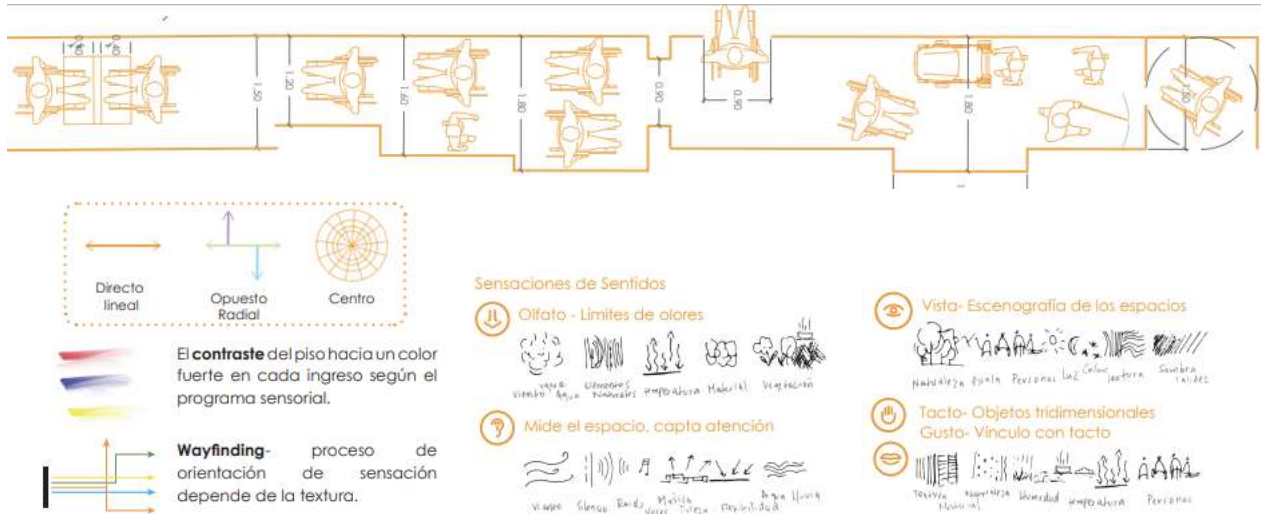 0.40 0.40
1.50
1.20
1.60
1.80
0.90
0.90
1.80
1.50
Directo
lineal
Opuesto
Radial
Centro
El contraste del piso hacia un color
fuerte en cada ingreso según el
programa sensorial.
Wayfinding- proceso de
orientación de sensación
depende de la textura.
Sensaciones de Sentidos
Olfato - Límites de olores
Viento Agua Elementos Naturales temperatura Material Vegetación
Mide el espacio, capta atención
Viento Silencio Ruido Música Flexibilidad Agua lluvia
Vista- Escenografía de los espacios
Naturaleza escala Personas Luz Color textura Sombra
Tacto- Objetos tridimensionales
Gusto- Vínculo con tacto
Textura Material Naturaleza Humedad temperatura Personas